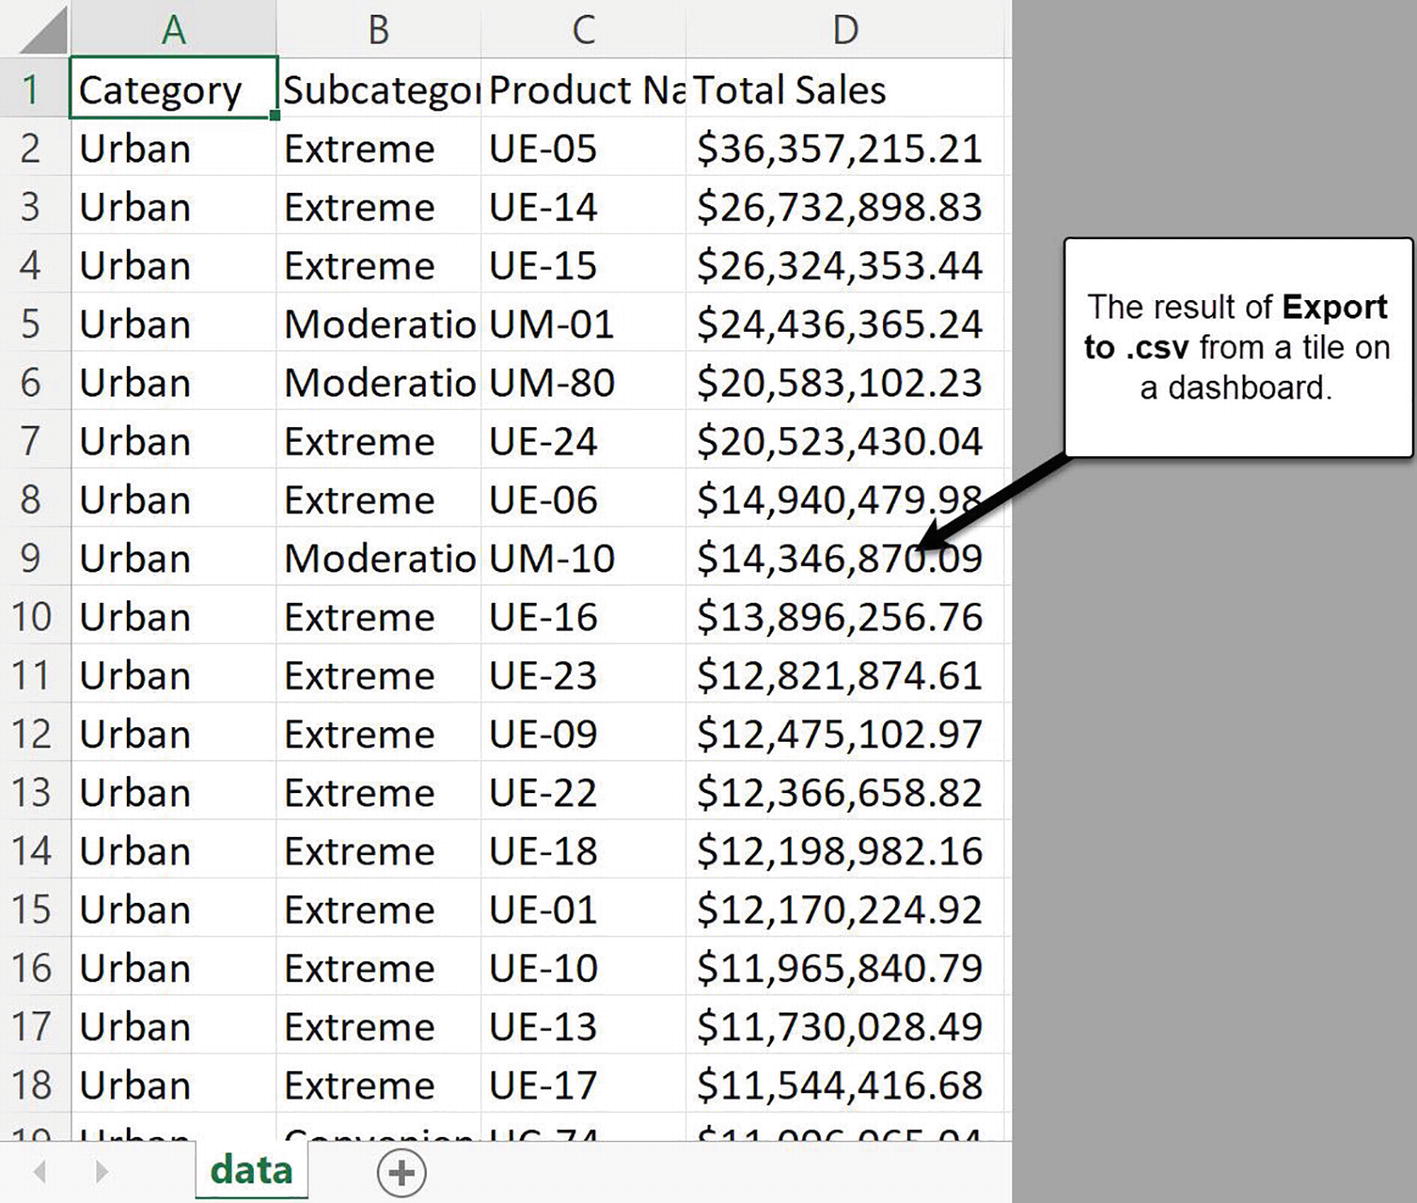 A B C D
1 Category Subcategor Product Na Total Sales
2 Urban Extreme UE-05 $36,357,215.21
3 Urban Extreme UE-14 $26,732,898.83
4 Urban Extreme UE-15 $26,324,353.44
5 Urban Moderatio UM-01 $24,436,365.24
6 Urban Moderatio UM-80 $20,583,102.23
7 Urban Extreme UE-24 $20,523,430.04
8 Urban Extreme UE-06 $14,940,479.98
9 Urban Moderatio UM-10 $14,346,870.09
10 Urban Extreme UE-16 $13,896,256.76
11 Urban Extreme UE-23 $12,821,874.61
12 Urban Extreme UE-09 $12,475,102.97
13 Urban Extreme UE-22 $12,366,658.82
14 Urban Extreme UE-18 $12,198,982.16
15 Urban Extreme UE-01 $12,170,224.92
16 Urban Extreme UE-10 $11,965,840.79
17 Urban Extreme UE-13 $11,730,028.49
18 Urban Extreme UE-17 $11,544,416.68
19 Urban
data
The result of Export
to .csv from a tile on
a dashboard.